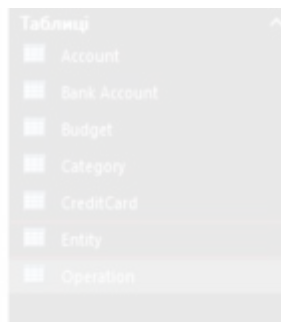 Таблиці
Account
Bank Account
Budget
Category
CreditCard
Entity
Operation